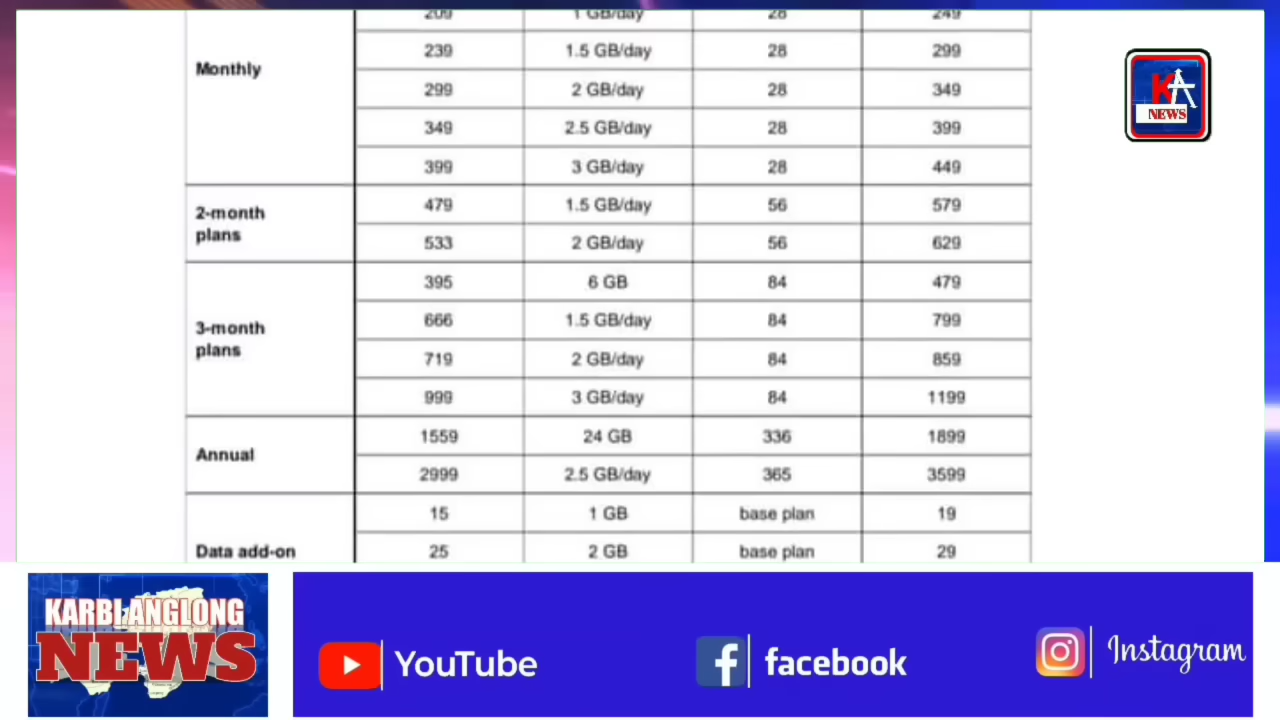 209 1 GB/day 28 249
239 1.5 GB/day 28 299
Monthly
299 2 GB/day 28 349
349 2.5 GB/day 28 399
399 3 GB/day 28 449
2-month
plans
479 1.5 GB/day 56 579
533 2 GB/day 56 629
3-month
plans
395 6 GB 84 479
666 1.5 GB/day 84 799
719 2 GB/day 84 859
999 3 GB/day 84 1199
Annual
1559 24 GB 336 1899
2999 2.5 GB/day 365 3599
15 1 GB base plan 19
Data add-on 25 2 GB base plan 29
KA
NEWS
KARBI ANGLONG
NEWS
YouTube
facebook
Instagram